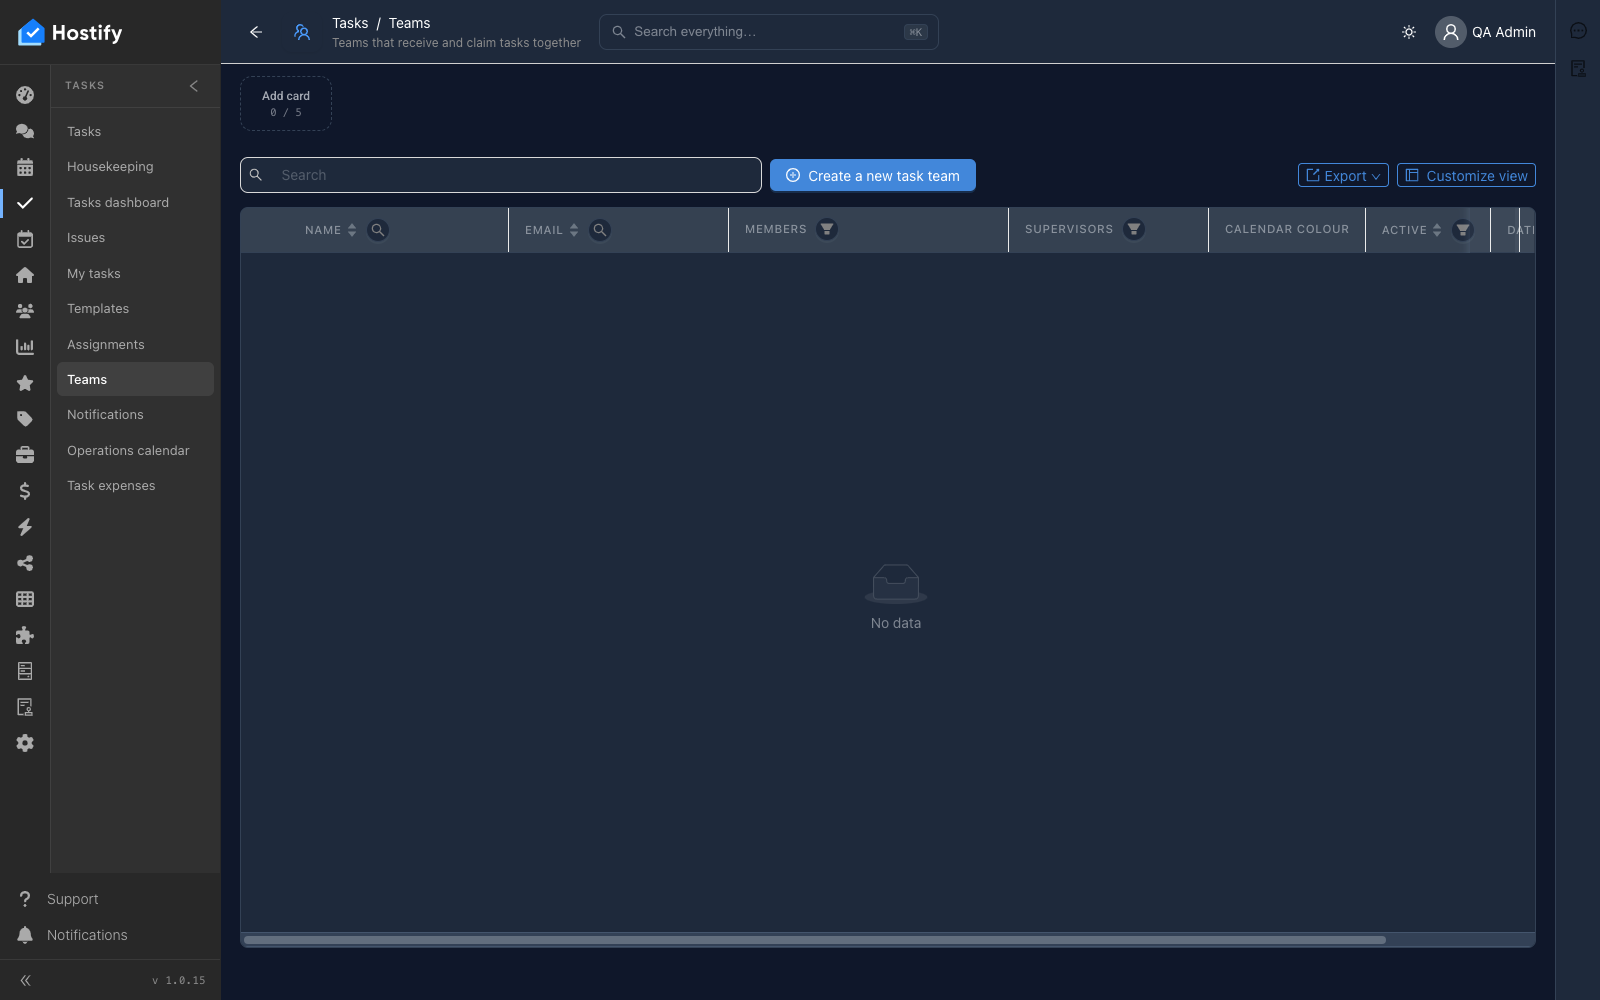 Hostify
Tasks / Teams
Teams that receive and claim tasks together
Search everything...
⌘K
QA Admin
TASKS
Tasks
Housekeeping
Tasks dashboard
Issues
My tasks
Templates
Assignments
Teams
Notifications
Operations calendar
Task expenses
Support
Notifications
v 1.0.15
Add card
0 / 5
Search
Create a new task team
Export
Customize view
NAME
EMAIL
MEMBERS
SUPERVISORS
CALENDAR COLOUR
ACTIVE
No data